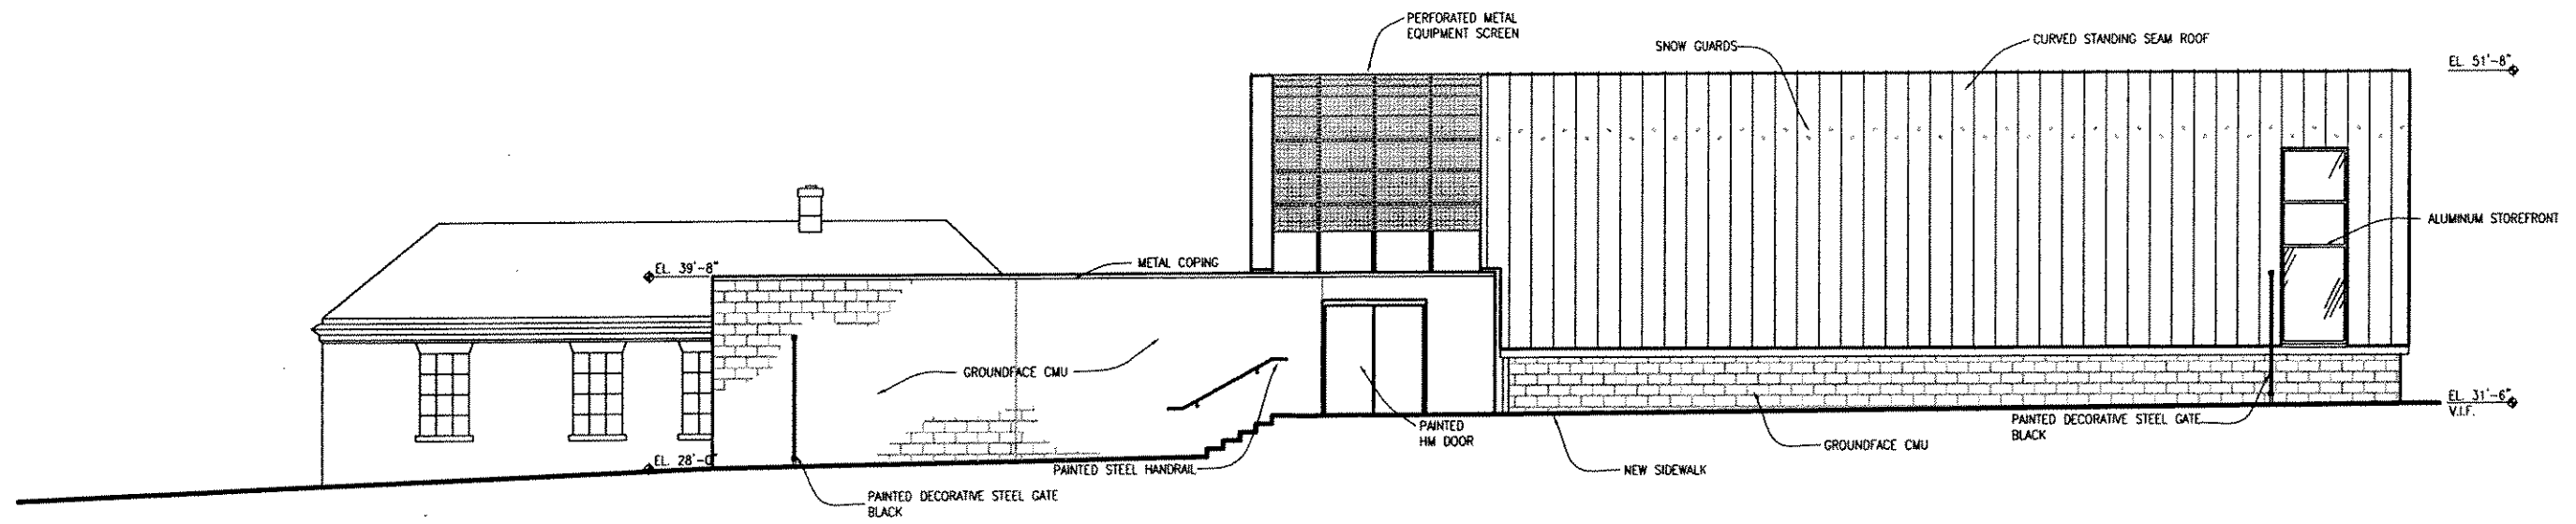 PERFORATED METAL
EQUIPMENT SCREEN
SNOW GUARDS
CURVED STANDING SEAM ROOF
EL. 51'-8"
ALUMINUM STOREFRONT
EL. 39'-8"
METAL COPING
GROUNDFACE CMU
EL. 31'-6"
V.I.F.
PAINTED DECORATIVE STEEL GATE
BLACK
PAINTED
HM DOOR
GROUNDFACE CMU
EL. 28'-0"
PAINTED STEEL HANDRAIL
NEW SIDEWALK
PAINTED DECORATIVE STEEL GATE
BLACK